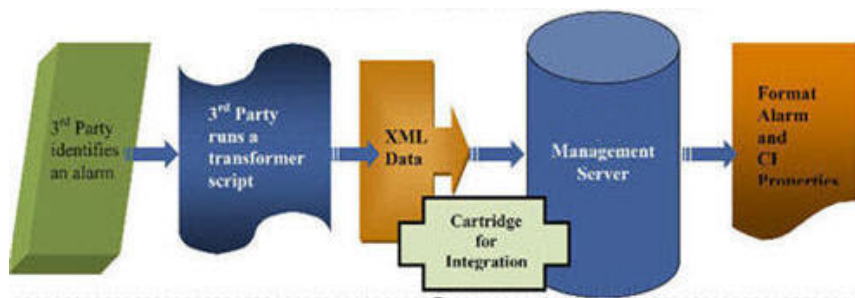 3rd Party
identifies
an alarm
3rd Party
runs a
transformer
script
XML
Data
Cartridge
for
Integration
Management
Server
Format
Alarm
and
CI
Properties